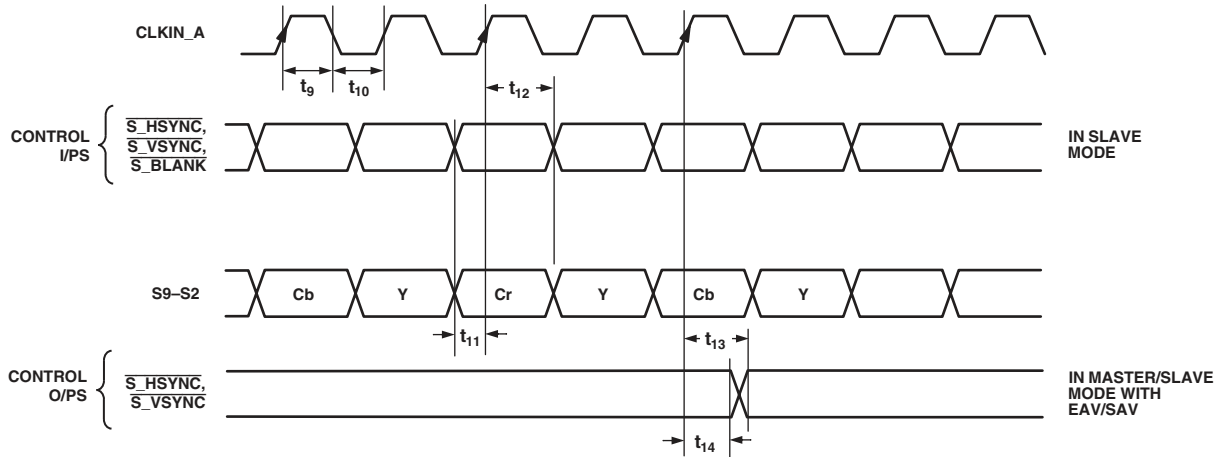 CLKIN_A
t9
t10
t12
CONTROL
I/PS
S_HSYNC,
S_VSYNC,
S_BLANK
IN SLAVE
MODE
S9–S2
Cb
Y
Cr
Y
Cb
Y
t11
t13
CONTROL
O/PS
S_HSYNC,
S_VSYNC
IN MASTER/SLAVE
MODE WITH
EAV/SAV
t14